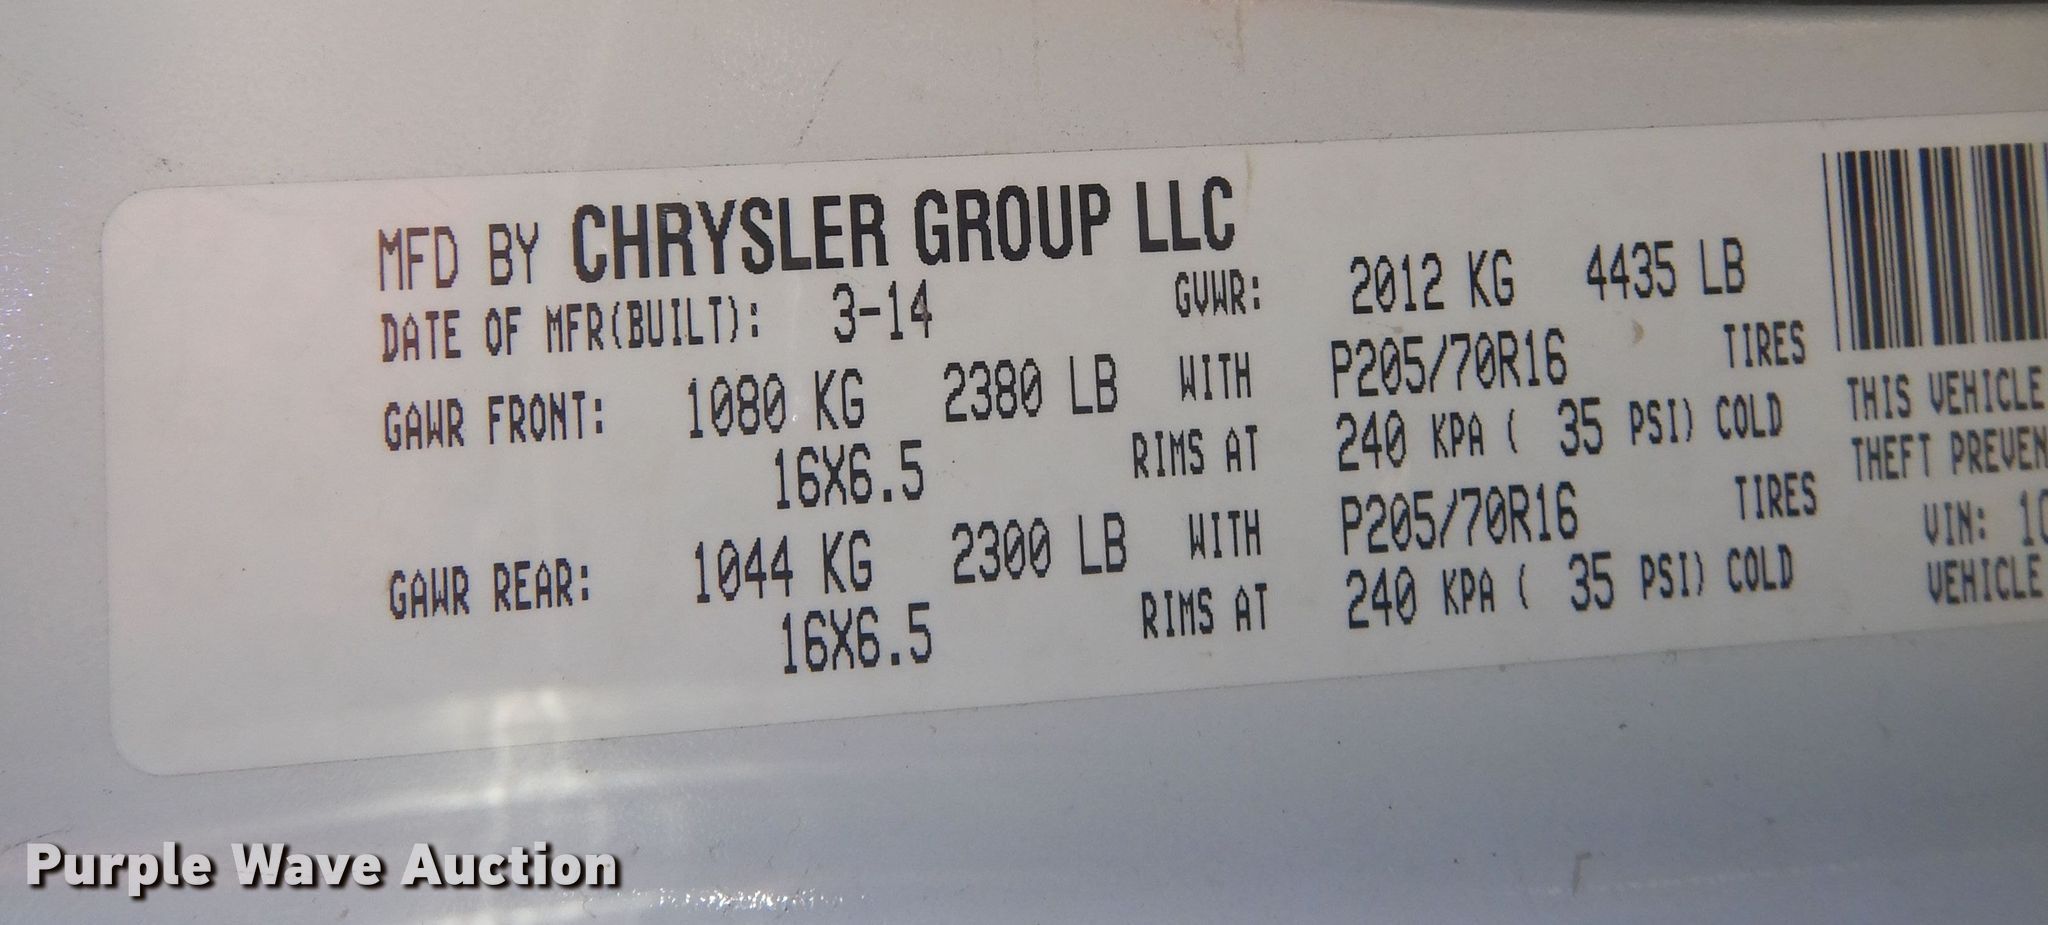 MFD BY CHRYSLER GROUP LLC
DATE OF MFR(BUILT): 3-14 GVWR: 2012 KG 4435 LB
GAWR FRONT: 1080 KG 2380 LB WITH P205/70R16 TIRES
16X6.5 RIMS AT 240 KPA ( 35 PSI) COLD
GAWR REAR: 1044 KG 2300 LB WITH P205/70R16 TIRES
16X6.5 RIMS AT 240 KPA ( 35 PSI) COLD
THIS VEHICLE
THEFT PREVEN
VIN: 1C
VEHICLE
Purple Wave Auction